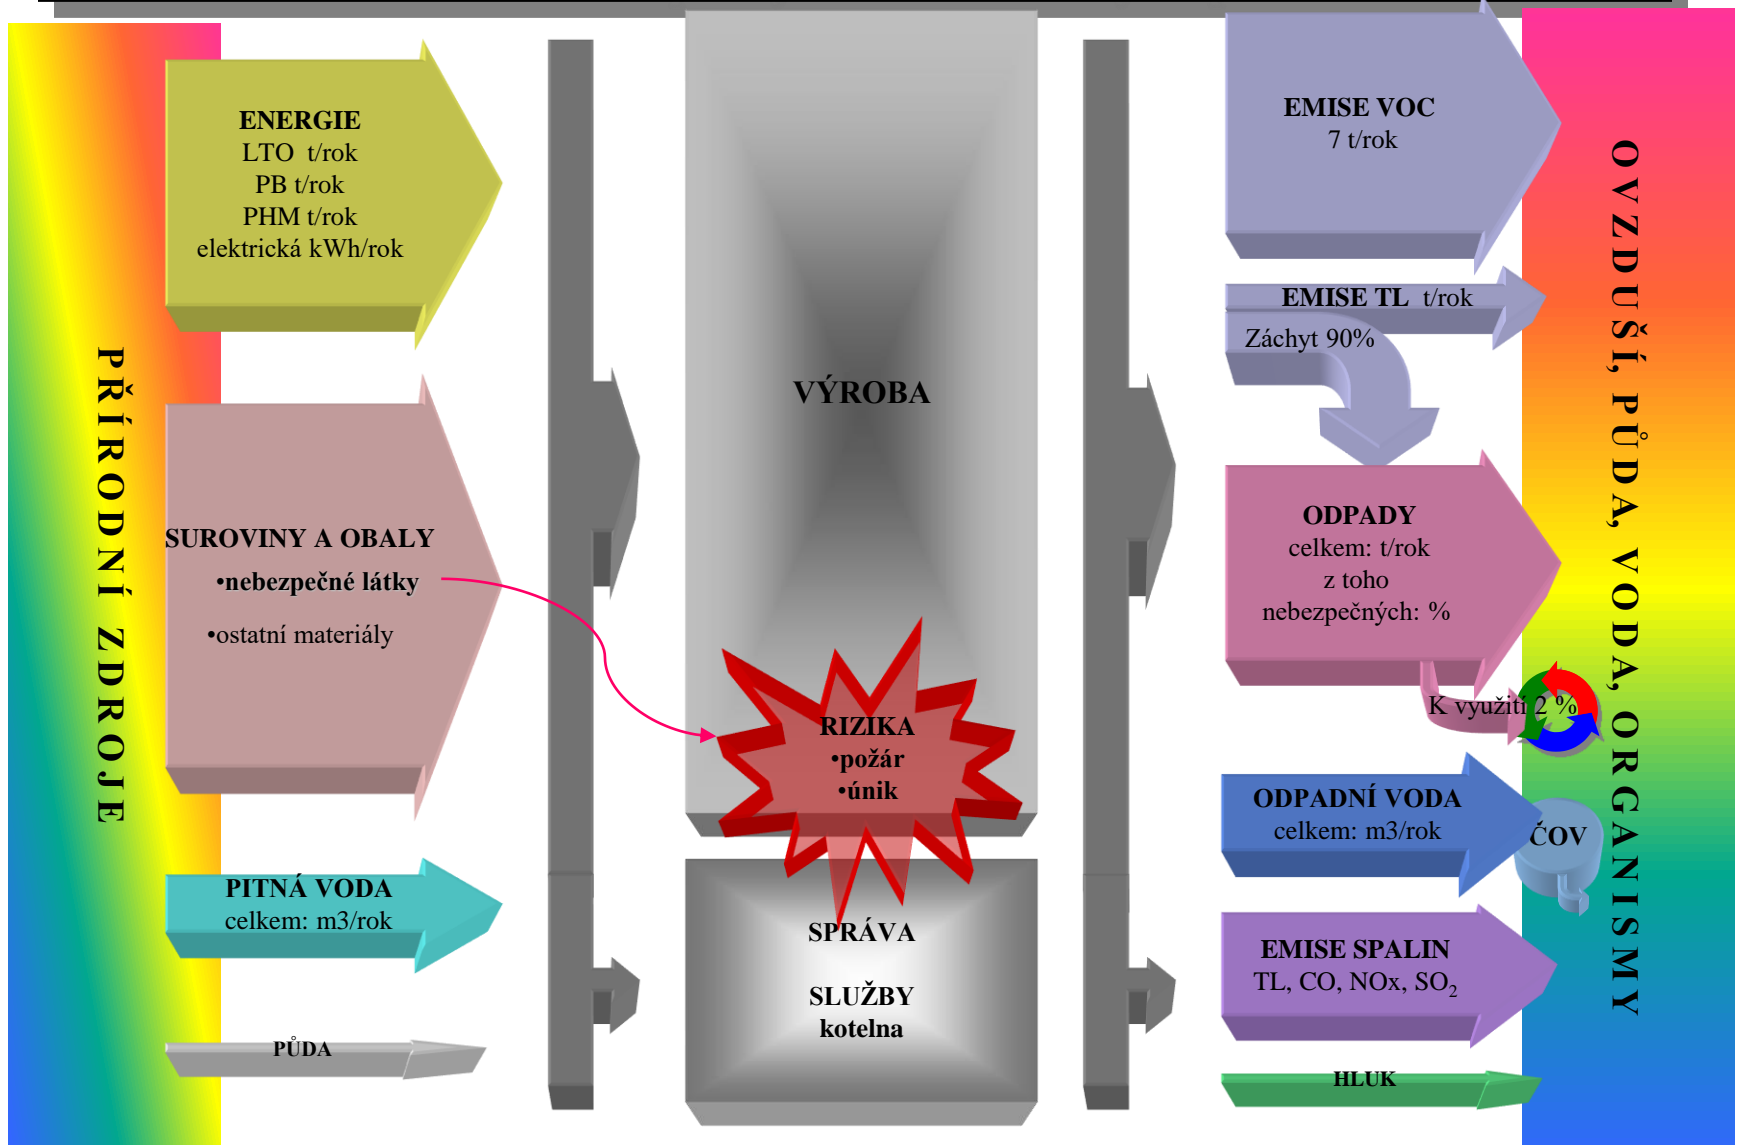 PŘÍRODNÍ ZDROJE
ENERGIE
LTO t/rok
PB t/rok
PHM t/rok
elektrická kWh/rok
SUROVINY A OBALY
•nebezpečné látky
•ostatní materiály
PITNÁ VODA
celkem: m3/rok
PŮDA
VÝROBA
RIZIKA
•požár
•únik
SPRÁVA
SLUŽBY
kotelna
EMISE VOC
7 t/rok
EMISE TL t/rok
Záchyt 90%
ODPADY
celkem: t/rok
z toho
nebezpečných: %
K využití 2 %
ODPADNÍ VODA
celkem: m3/rok
ČOV
EMISE SPALIN
TL, CO, NOx, SO₂
HLUK
OVZDUŠÍ, PŮDA, VODA, ORGANISMY